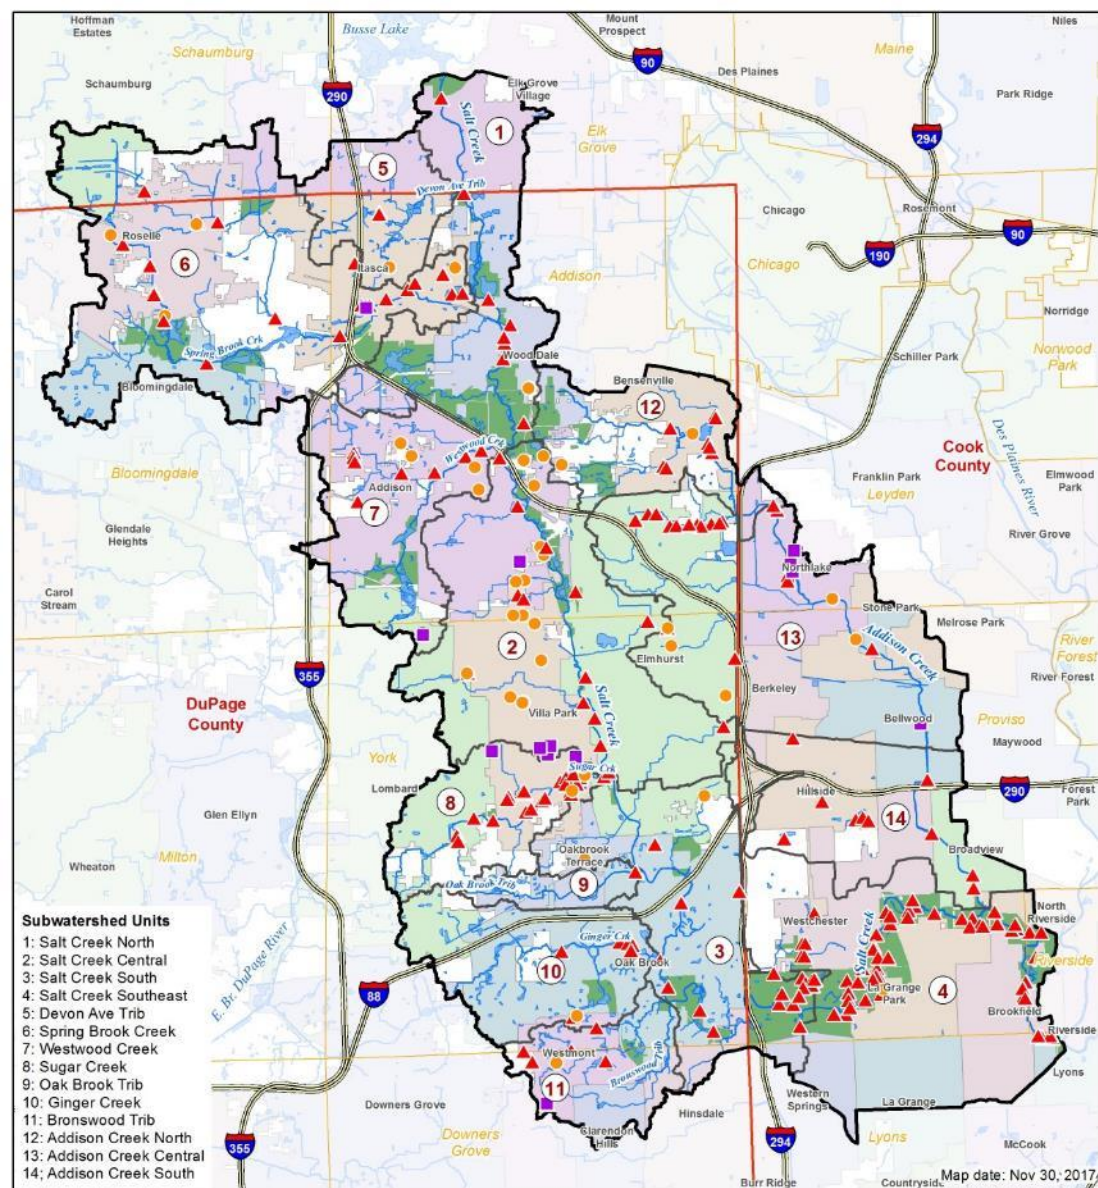 Hoffman
Estates
Schaumburg
Busse Lake
Mount
Prospect
Niles
Maine
90
Des Plaines
Schaumburg
290
Elk Grove
Village
Park Ridge
Salt Creek
1
Elk
Grove
294
5
Devon Ave Trib
Chicago
Rosemont
Roselle
90
190
6
Itasca
Chicago
Addison
Norridge
Spring Brook Crk
Wood Dale
Schiller Park
Norwood
Park
Bloomingdale
Bensenville
12
Des Plaines River
Westwood Crk
Cook
County
Bloomingdale
Addison
Franklin Park
Leyden
Elmwood
Park
7
Glendale
Heights
River Grove
Northlake
Carol
Stream
Stone Park
Melrose Park
13
Addison Creek
2
Elmhurst
River
Forest
River Forest
355
Berkeley
Salt Creek
DuPage
County
Villa Park
Bellwood
Proviso
Maywood
York
Sugar Crk
Lombard
8
Hillside
290
Forest
Park
Glen Ellyn
14
Oakbrook
Terrace
Broadview
Milton
Wheaton
9
Oak Brook Trib
Westchester
North
Riverside
Salt Creek
Riverside
E. Br. DuPage River
Ginger Crk
Oak Brook
3
10
La Grange
Park
4
88
Brookfield
Riverside
Westmont
Bronswood Trib
Lyons
11
Downers Grove
Hinsdale
Western
Springs
La Grange
Clarendon
Hills
Downers
Grove
355
294
Lyons
McCook
Burr Ridge
Countryside
Subwatershed Units
1: Salt Creek North
2: Salt Creek Central
3: Salt Creek South
4: Salt Creek Southeast
5: Devon Ave Trib
6: Spring Brook Creek
7: Westwood Creek
8: Sugar Creek
9: Oak Brook Trib
10: Ginger Creek
11: Bronswood Trib
12: Addison Creek North
13: Addison Creek Central
14; Addison Creek South
Map date: Nov 30, 2017